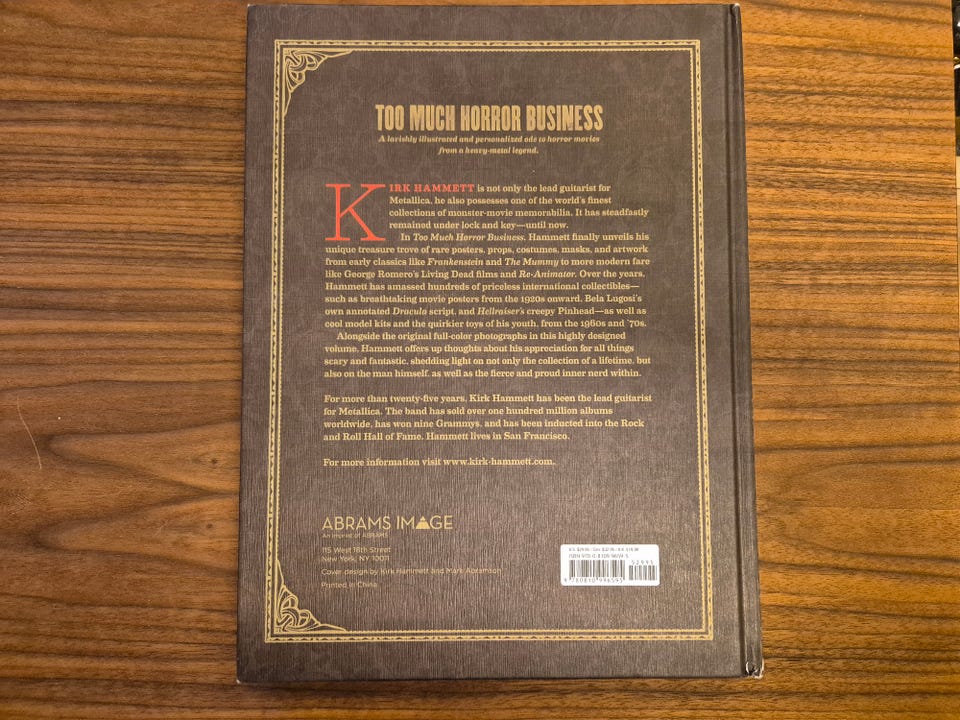 TOO MUCH HORROR BUSINESS
A lavishly illustrated and personalized ode to horror movies
from a heavy-metal legend.
KIRK HAMMETT is not only the lead guitarist for
Metallica, he also possesses one of the world's finest
collections of monster-movie memorabilia. It has steadfastly
remained under lock and key—until now.
In Too Much Horror Business, Hammett finally unveils his
unique treasure trove of rare posters, props, costumes, masks, and artwork
from early classics like Frankenstein and The Mummy to more modern fare
like George Romero's Living Dead films and Re-Animator. Over the years,
Hammett has amassed hundreds of priceless international collectibles—
such as breathtaking movie posters from the 1920s onward, Bela Lugosi's
own annotated Dracula script, and Hellraiser's creepy Pinhead—as well as
cool model kits and the quirkier toys of his youth, from the 1960s and '70s.
Alongside the original full-color photographs in this highly designed
volume, Hammett offers up thoughts about his appreciation for all things
scary and fantastic, shedding light on not only the collection of a lifetime, but
also on the man himself, as well as the fierce and proud inner nerd within.
For more than twenty-five years, Kirk Hammett has been the lead guitarist
for Metallica. The band has sold over one hundred million albums
worldwide, has won nine Grammys, and has been inducted into the Rock
and Roll Hall of Fame. Hammett lives in San Francisco.
For more information visit www.kirk-hammett.com.
ABRAMS IMAGE
An imprint of ABRAMS
115 West 18th Street
New York, NY 10011
Cover design by Kirk Hammett and Mark Abramson
Printed in China
ISBN 978-0-8109-9659-5
52995
9 780810 996595